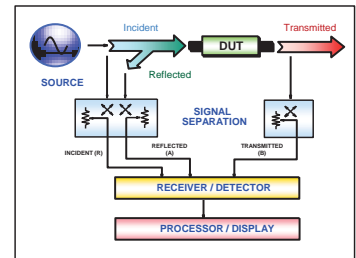 Incident
Transmitted
DUT
Reflected
SOURCE
SIGNAL
SEPARATION
INCIDENT (R)
REFLECTED
(A)
TRANSMITTED
(B)
RECEIVER / DETECTOR
PROCESSOR / DISPLAY